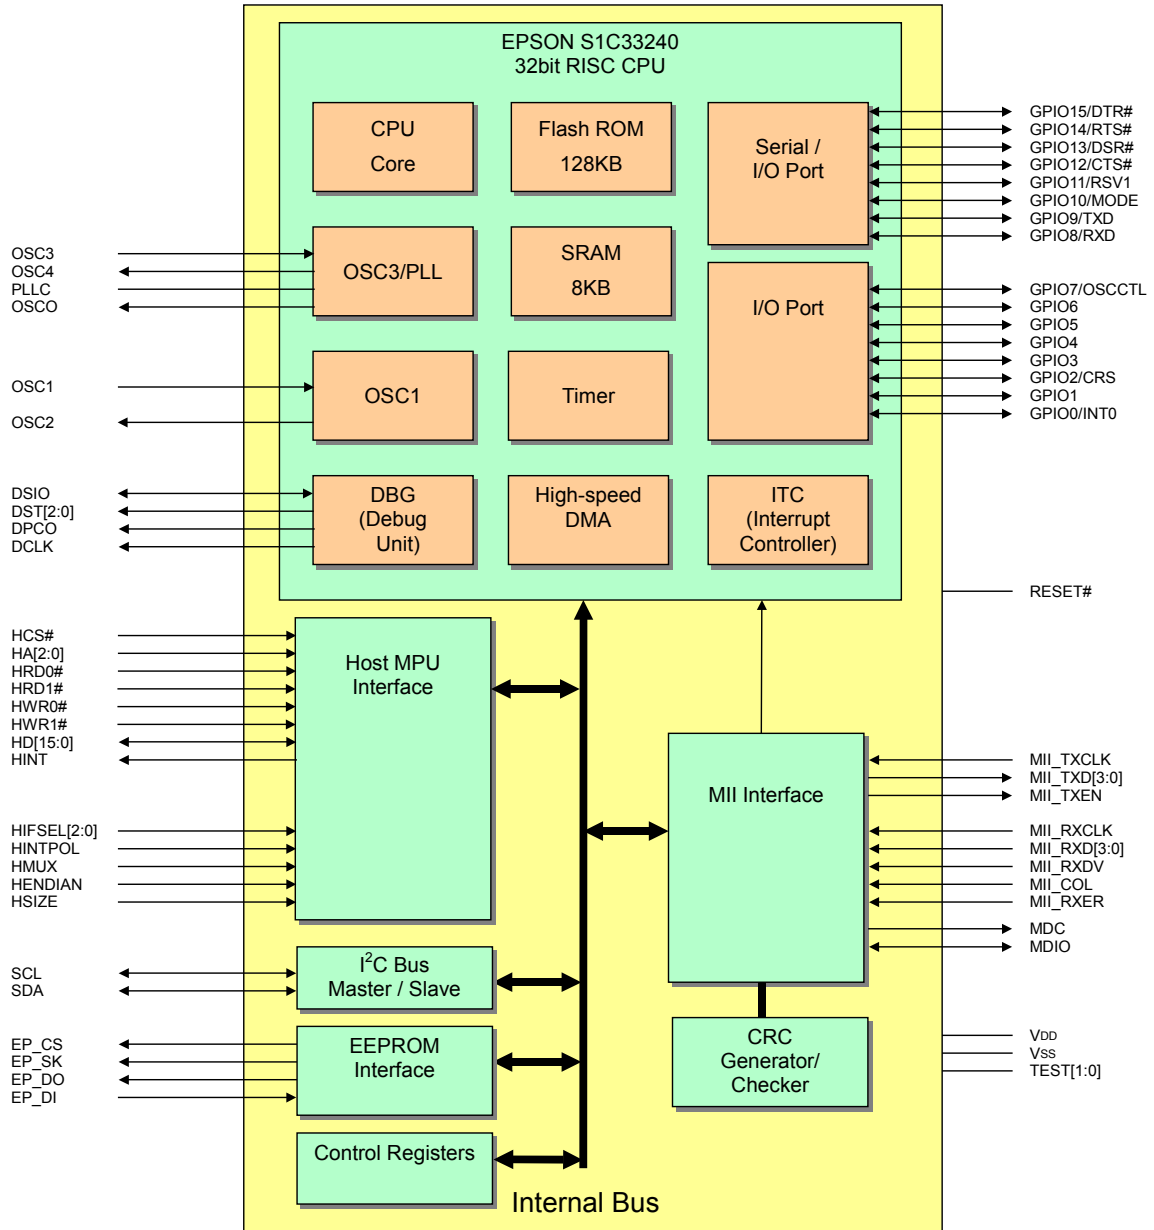 EPSON S1C33240
32bit RISC CPU
CPU
Core
Flash ROM
128KB
Serial /
I/O Port
OSC3/PLL
SRAM
8KB
I/O Port
OSC1
Timer
DBG
(Debug
Unit)
High-speed
DMA
ITC
(Interrupt
Controller)
OSC3
OSC4
PLLC
OSCO
OSC1
OSC2
DSIO
DST[2:0]
DPCO
DCLK
GPIO15/DTR#
GPIO14/RTS#
GPIO13/DSR#
GPIO12/CTS#
GPIO11/RSV1
GPIO10/MODE
GPIO9/TXD
GPIO8/RXD
GPIO7/OSCCTL
GPIO6
GPIO5
GPIO4
GPIO3
GPIO2/CRS
GPIO1
GPIO0/INT0
RESET#
HCS#
HA[2:0]
HRD0#
HRD1#
HWR0#
HWR1#
HD[15:0]
HINT
HIFSEL[2:0]
HINTPOL
HMUX
HENDIAN
HSIZE
Host MPU
Interface
MII Interface
MII_TXCLK
MII_TXD[3:0]
MII_TXEN
MII_RXCLK
MII_RXD[3:0]
MII_RXDV
MII_COL
MII_RXER
MDC
MDIO
SCL
SDA
I²C Bus
Master / Slave
EP_CS
EP_SK
EP_DO
EP_DI
EEPROM
Interface
CRC
Generator/
Checker
VDD
VSS
TEST[1:0]
Control Registers
Internal Bus